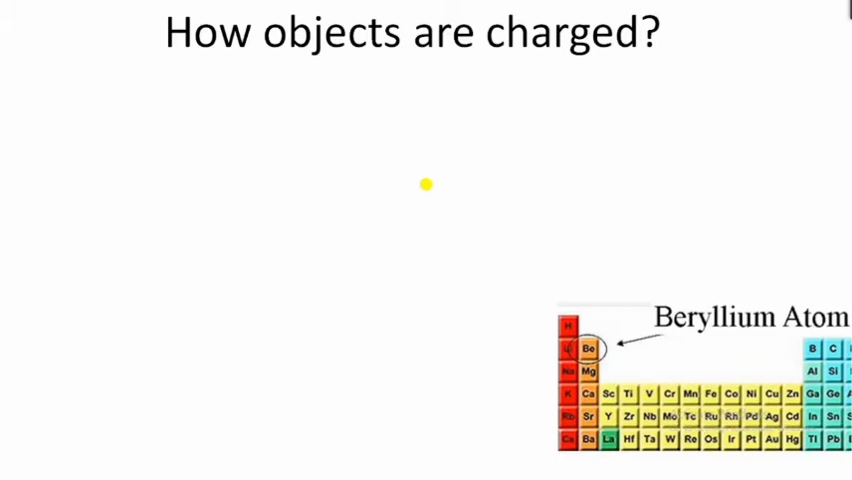 How objects are charged?
Beryllium Atom
H
Be B C
Na Mg Al Si
K Ca Sc Ti V Cr Mn Fe Co Ni Cu Zn Ga Ge
Rb Sr Y Zr Nb Mo Tc Ru Rh Pd Ag Cd In Sn
Ba La Hf Ta W Re Os Ir Pt Au Hg Tl Pb